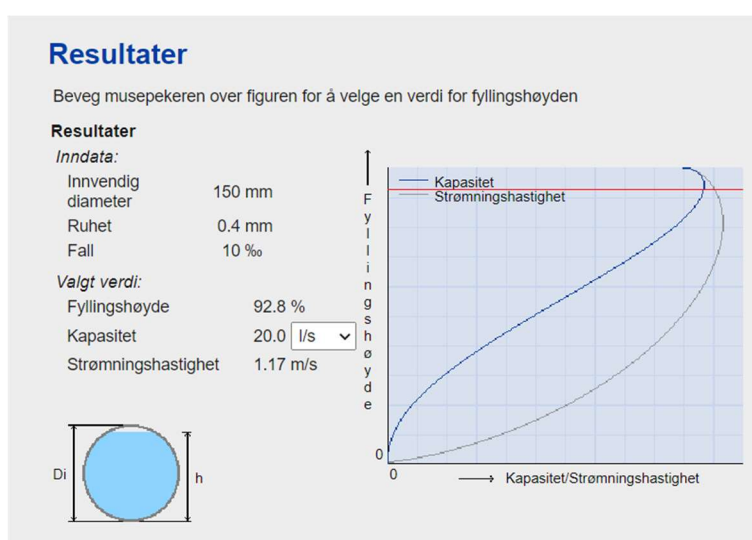 Resultater
Beveg musepekeren over figuren for å velge en verdi for fyllingshøyden
Resultater
Inndata:
Innvendig
diameter 150 mm
Ruhet 0.4 mm
Fall 10 ‰
Valgt verdi:
Fyllingshøyde 92.8 %
Kapasitet 20.0 l/s
Strømningshastighet 1.17 m/s
Di
h
Fyllingshøyde
Kapasitet
Strømningshastighet
0
0
Kapasitet/Strømningshastighet